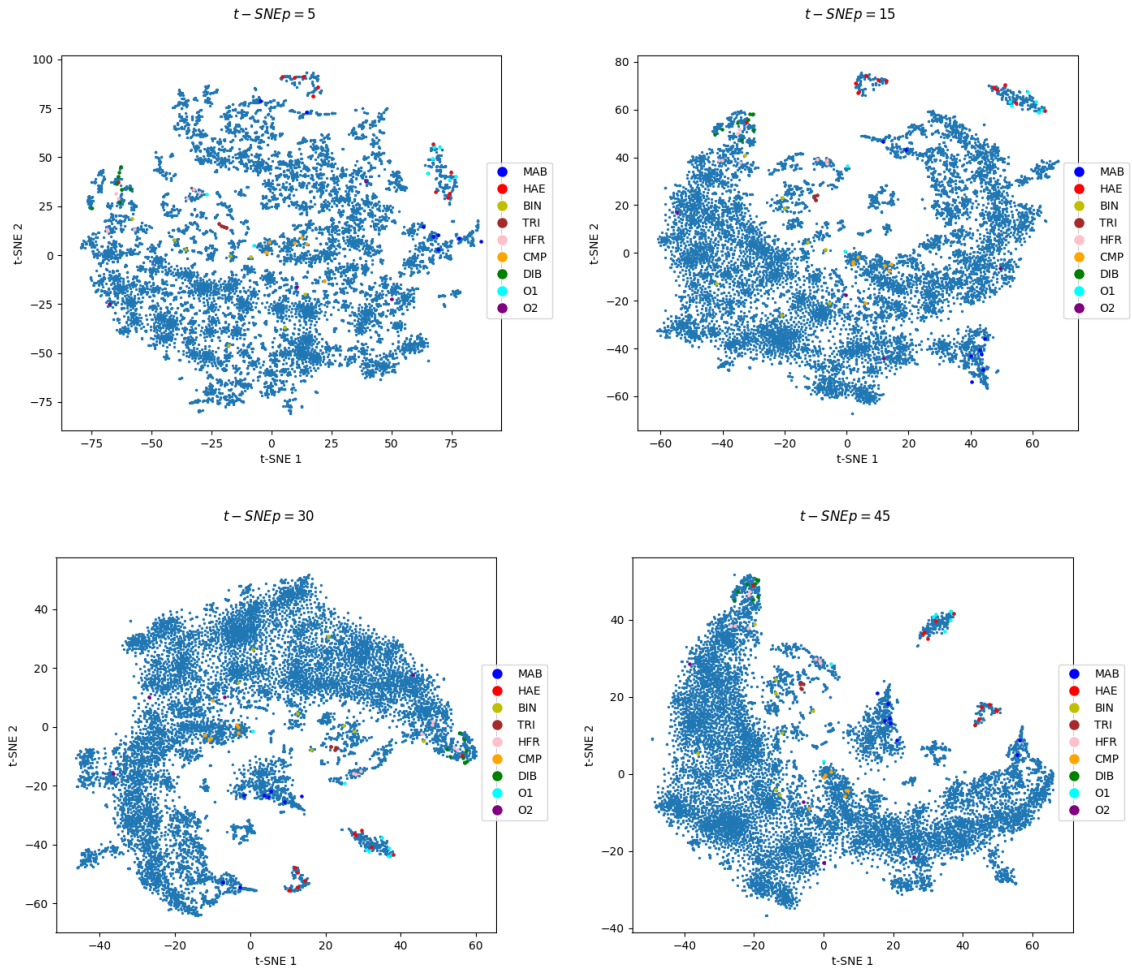 t − SNEp = 5
t − SNEp = 15
100
75
50
25
0
−25
−50
−75
t-SNE 2
−75 −50 −25 0 25 50 75
t-SNE 1
MAB
HAE
BIN
TRI
HFR
CMP
DIB
O1
O2
80
60
40
20
0
−20
−40
−60
t-SNE 2
−60 −40 −20 0 20 40 60
t-SNE 1
MAB
HAE
BIN
TRI
HFR
CMP
DIB
O1
O2
t − SNEp = 30
t − SNEp = 45
40
20
0
−20
−40
−60
t-SNE 2
−40 −20 0 20 40 60
t-SNE 1
MAB
HAE
BIN
TRI
HFR
CMP
DIB
O1
O2
40
20
0
−20
−40
t-SNE 2
−40 −20 0 20 40 60
t-SNE 1
MAB
HAE
BIN
TRI
HFR
CMP
DIB
O1
O2